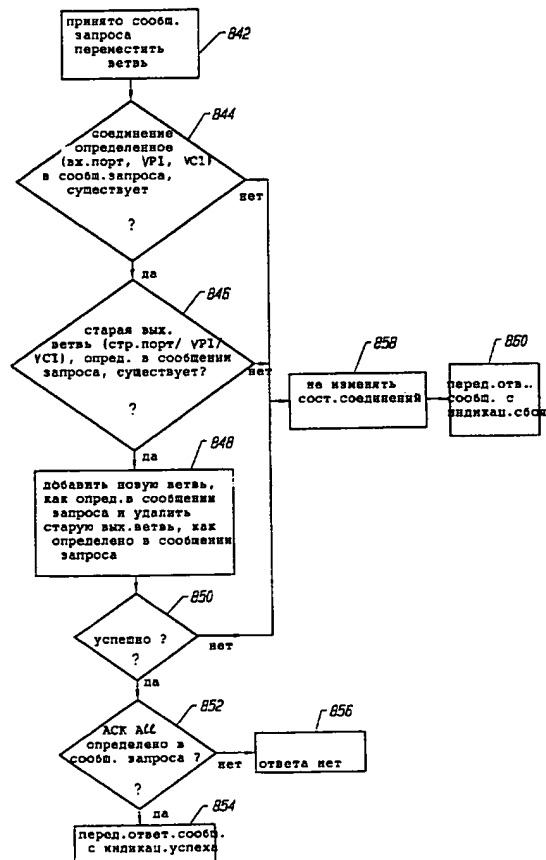 принято сообщ.
запроса
переместить
ветвь
842
844
соединение
определенное
(вх.порт, VPI, VCI)
в сообщ.запроса,
существует
?
нет
да
846
старая вых.
ветвь (стр.порт/ VPI/
VCI), опред. в сообщении
запроса, существует?
?
нет
да
858
не изменять
сост.соединений
860
перед.отв..
сообщ. с
индикац.сбоя
848
добавить новую ветвь,
как опред.в сообщении
запроса и удалить
старую вых.ветвь, как
определено в сообщении
запроса
850
успешно ?
?
нет
да
852
ACK All
определено в
сообщ. запроса ?
?
нет
да
856
ответа нет
854
перед.ответ.сообщ.
с индикац.успеха